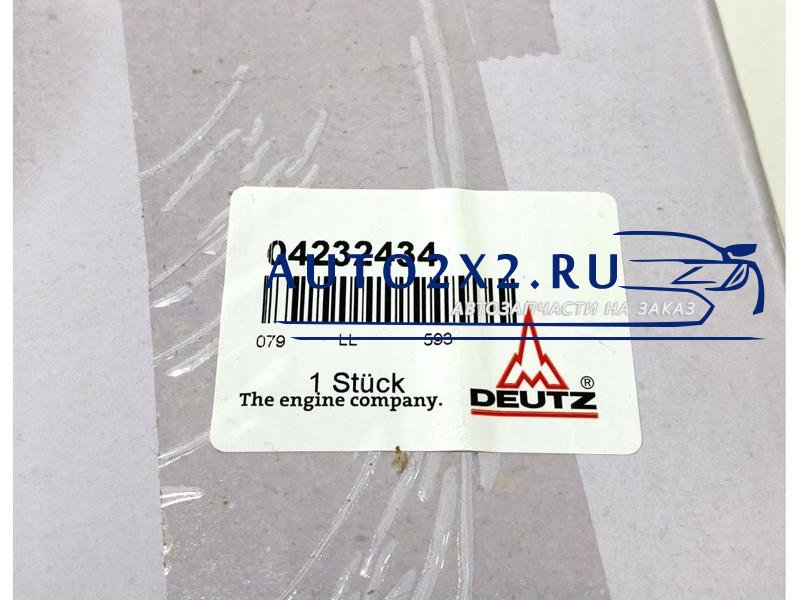 04232434
AUTO2X2.RU
АВТОЗАПЧАСТИ НА ЗАКАЗ
079 LL 593
1 Stück
The engine company.
DEUTZ ®